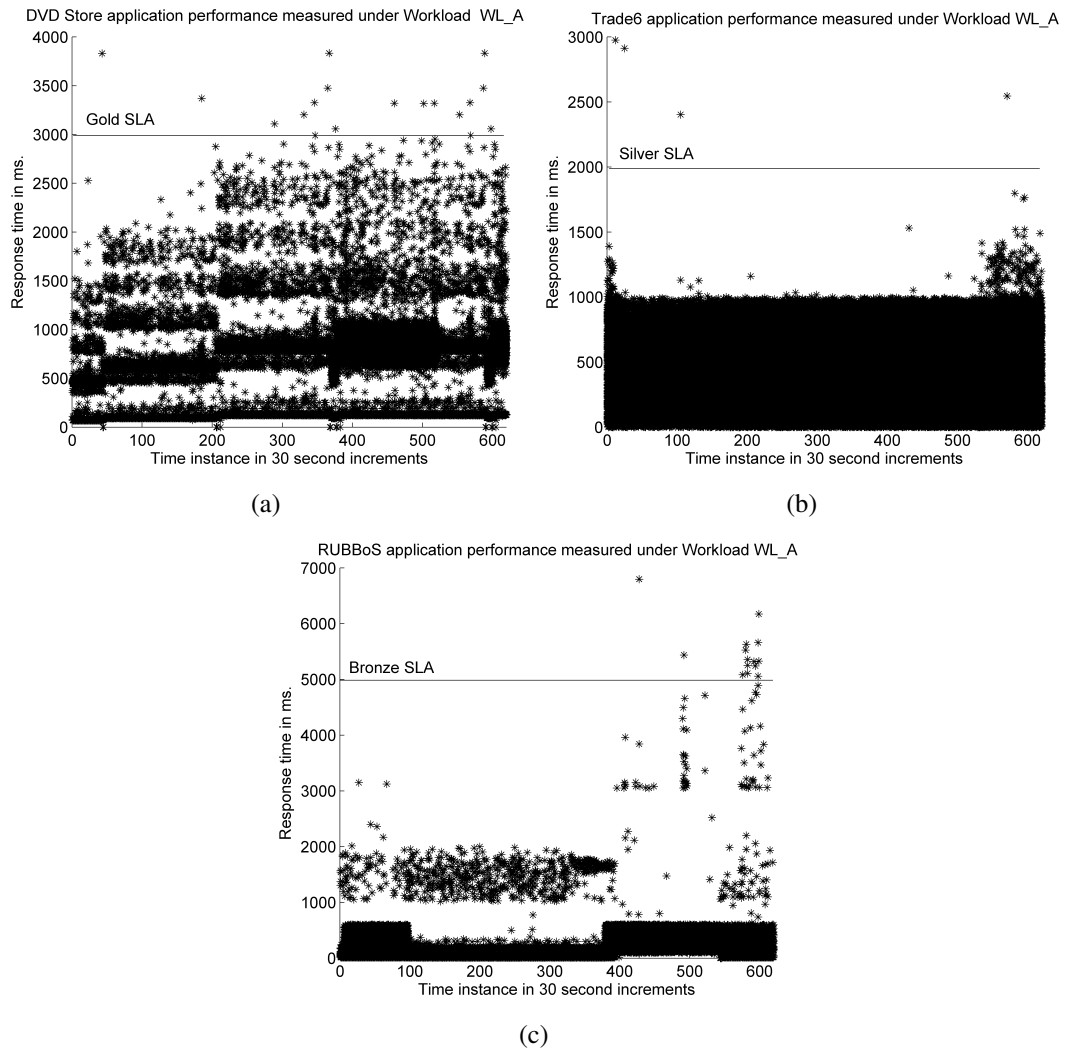 DVD Store application performance measured under Workload WL_A
4000
3500
3000
2500
2000
1500
1000
500
0
Response time in ms.
Gold SLA
0 100 200 300 400 500 600
Time instance in 30 second increments
(a)
Trade6 application performance measured under Workload WL_A
3000
2500
2000
1500
1000
500
0
Response time in ms.
Silver SLA
0 100 200 300 400 500 600
Time instance in 30 second increments
(b)
RUBBoS application performance measured under Workload WL_A
7000
6000
5000
4000
3000
2000
1000
0
Response time in ms.
Bronze SLA
0 100 200 300 400 500 600
Time instance in 30 second increments
(c)